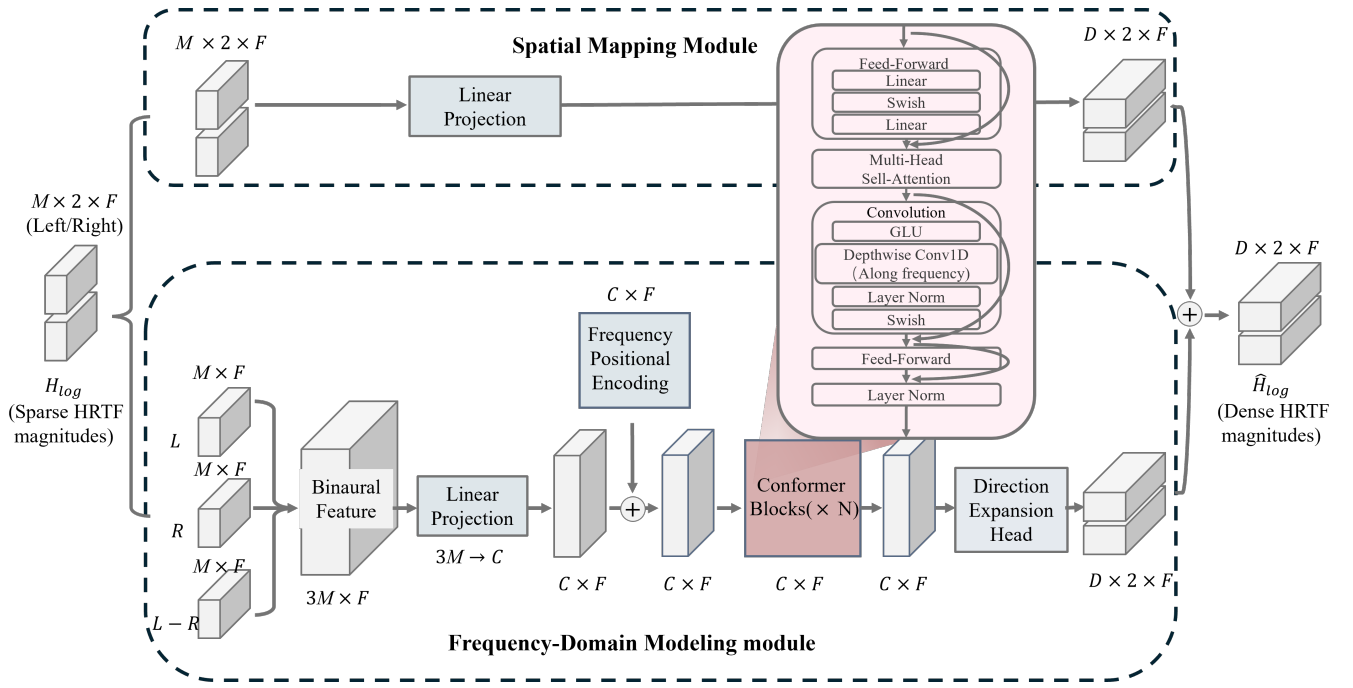 Spatial Mapping Module
M × 2 × F
Linear
Projection
D × 2 × F
Feed-Forward
Linear
Swish
Linear
Multi-Head
Sell-Attention
Convolution
GLU
Depthwise Conv1D
(Along frequency)
Layer Norm
Swish
Feed-Forward
Layer Norm
M × 2 × F
(Left/Right)
H_log
(Sparse HRTF
magnitudes)
M × F
L
M × F
R
M × F
L − R
Binaural
Feature
3M × F
Linear
Projection
3M → C
C × F
C × F
Frequency
Positional
Encoding
+
C × F
Conformer
Blocks(× N)
C × F
C × F
Direction
Expansion
Head
D × 2 × F
+
D × 2 × F
Ĥ_log
(Dense HRTF
magnitudes)
Frequency-Domain Modeling module